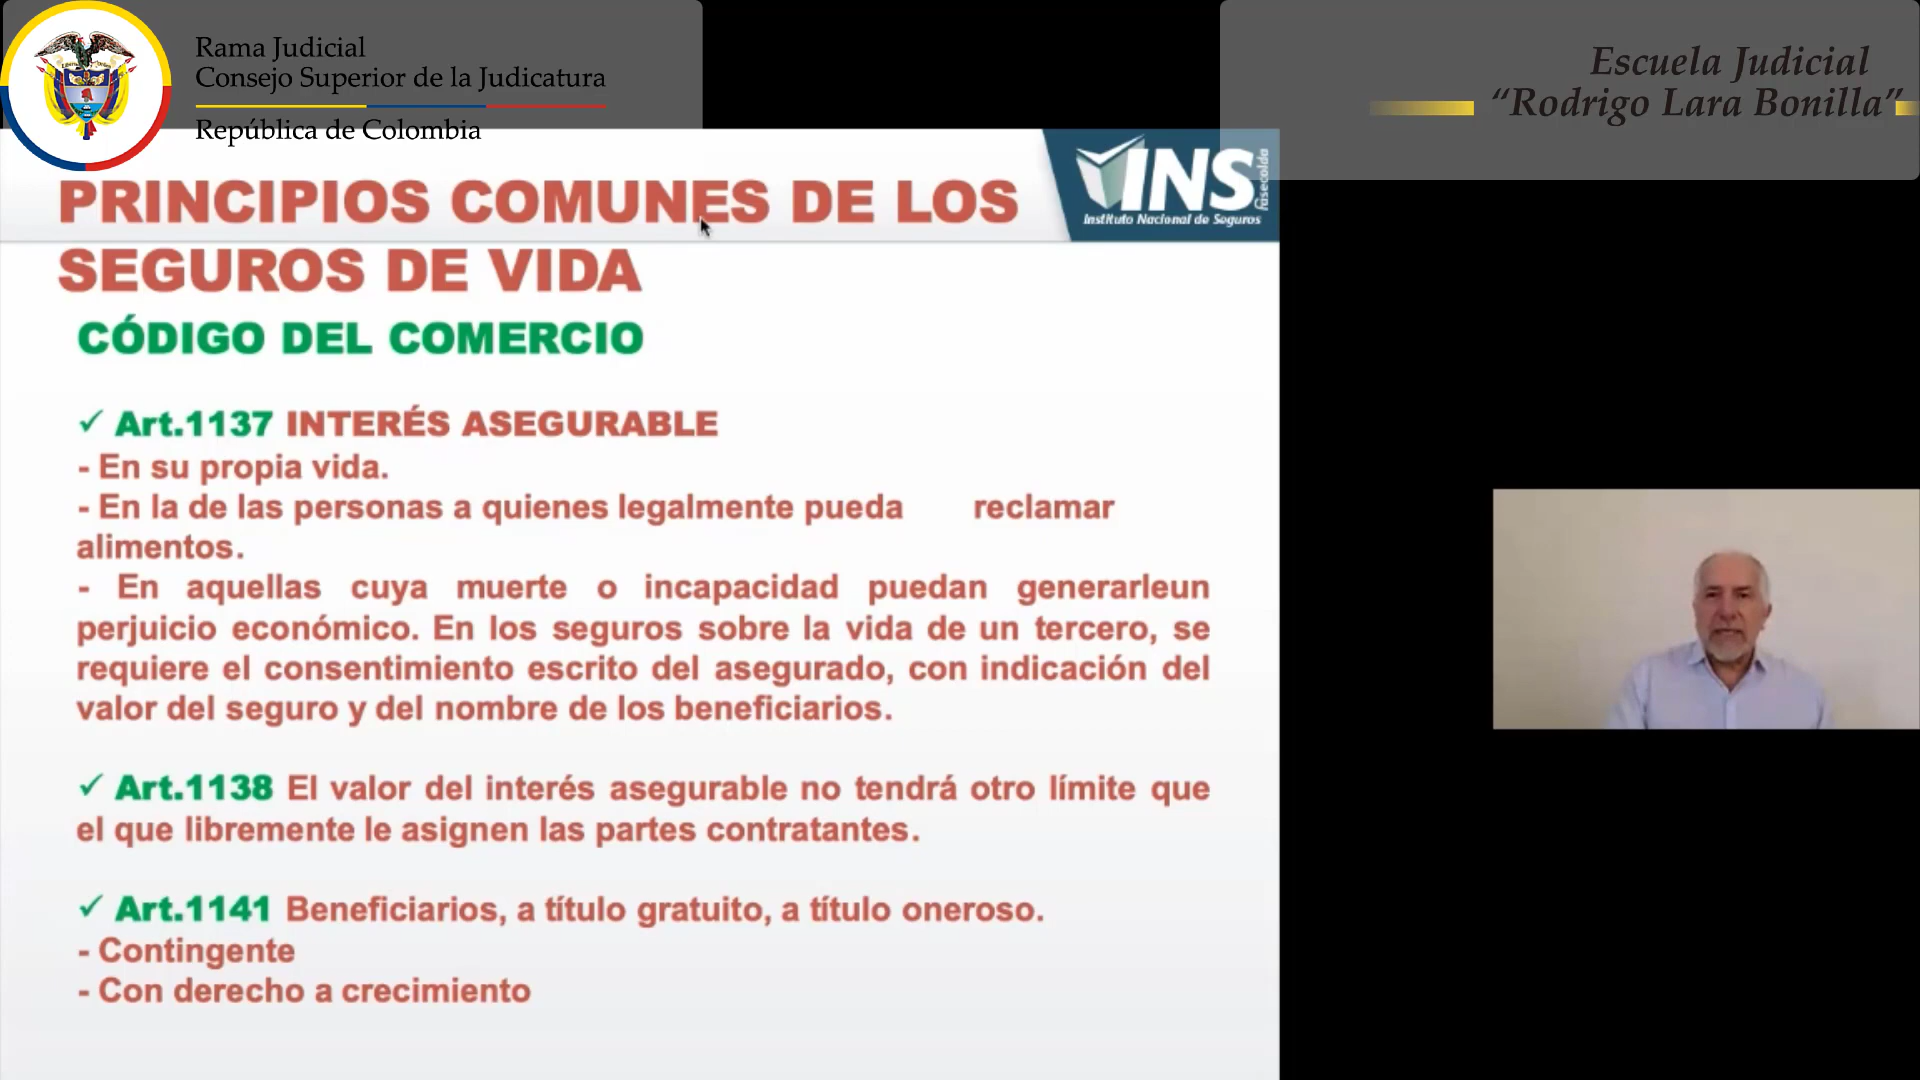 Rama Judicial
Consejo Superior de la Judicatura
República de Colombia
Escuela Judicial
“Rodrigo Lara Bonilla”
INS
fasecolda
Instituto Nacional de Seguros
PRINCIPIOS COMUNES DE LOS
SEGUROS DE VIDA
CÓDIGO DEL COMERCIO
✓ Art.1137 INTERÉS ASEGURABLE
- En su propia vida.
- En la de las personas a quienes legalmente pueda reclamar
alimentos.
- En aquellas cuya muerte o incapacidad puedan generarleun
perjuicio económico. En los seguros sobre la vida de un tercero, se
requiere el consentimiento escrito del asegurado, con indicación del
valor del seguro y del nombre de los beneficiarios.
✓ Art.1138 El valor del interés asegurable no tendrá otro límite que
el que libremente le asignen las partes contratantes.
✓ Art.1141 Beneficiarios, a título gratuito, a título oneroso.
- Contingente
- Con derecho a crecimiento